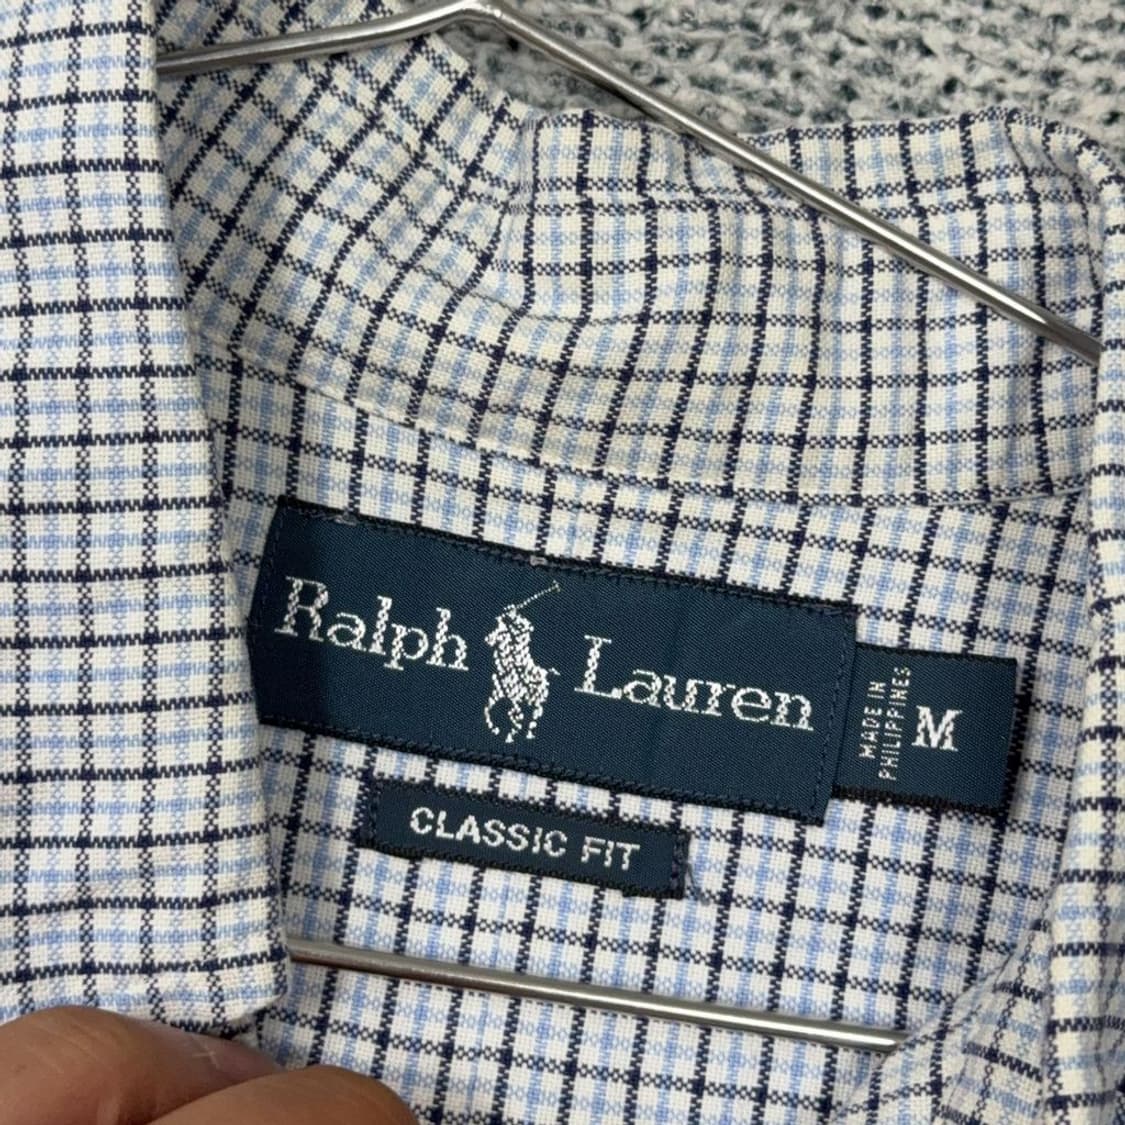 Ralph Lauren
MADE IN
PHILIPPINES
M
CLASSIC FIT